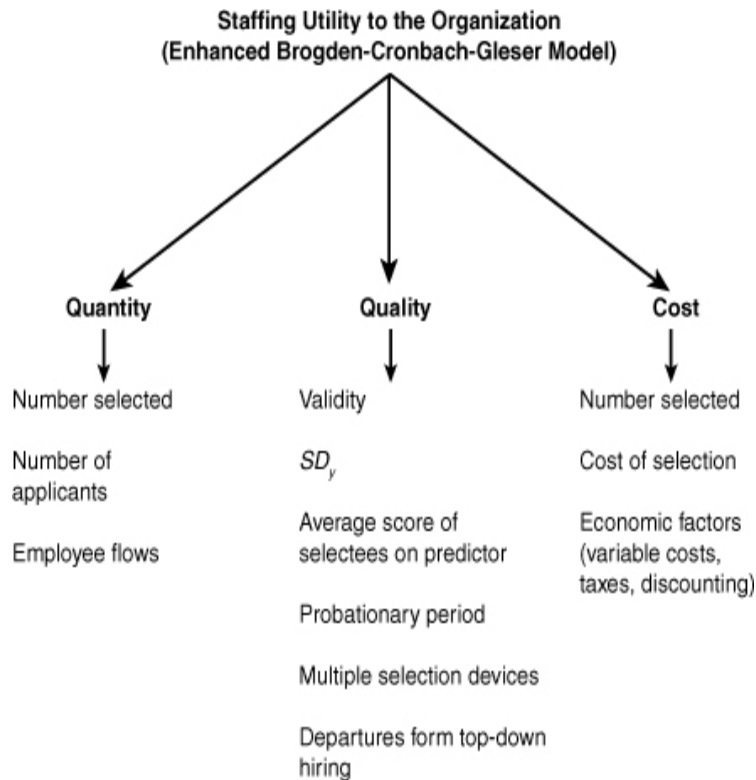 Staffing Utility to the Organization
(Enhanced Brogden-Cronbach-Gleser Model)
Quantity
Quality
Cost
Number selected
Number of
applicants
Employee flows
Validity
SDy
Average score of
selectees on predictor
Probationary period
Multiple selection devices
Departures form top-down
hiring
Number selected
Cost of selection
Economic factors
(variable costs,
taxes, discounting)